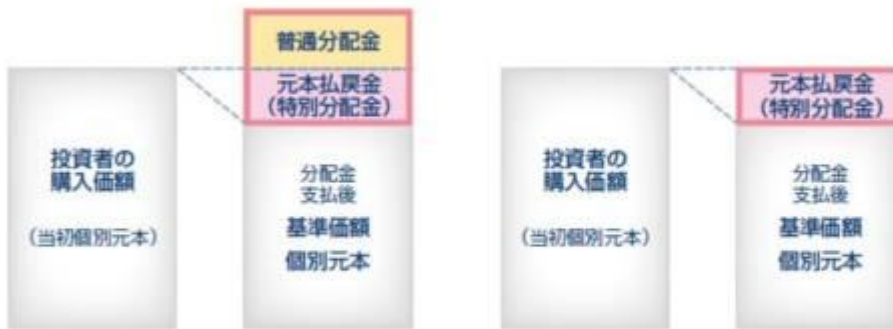 普通分配金
元本払戻金
(特別分配金)
投資者の
購入価額
(当初個別元本)
分配金
支払後
基準価額
個別元本
元本払戻金
(特別分配金)
投資者の
購入価額
(当初個別元本)
分配金
支払後
基準価額
個別元本